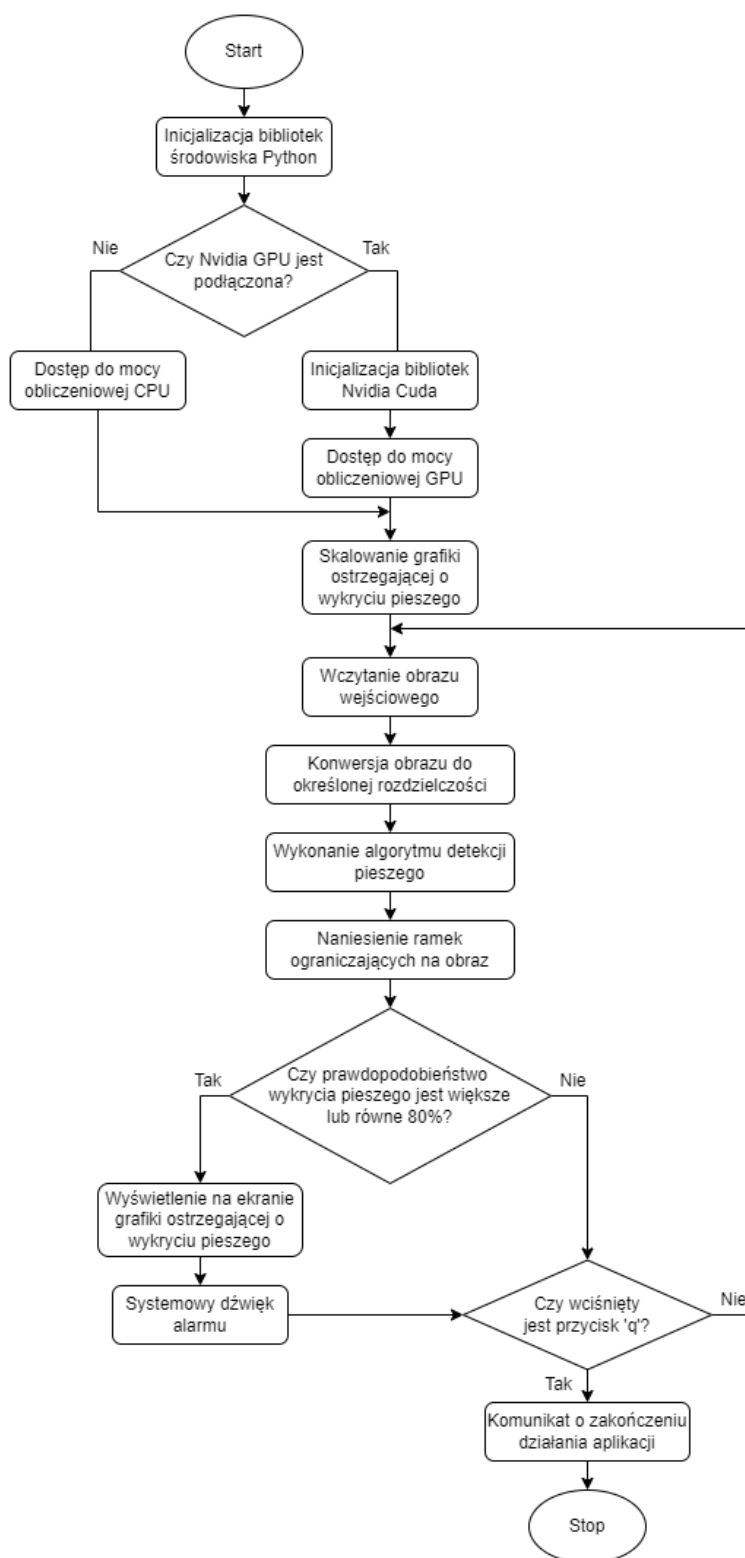 Start
Inicjalizacja bibliotek
środowiska Python
Nie
Tak
Czy Nvidia GPU jest
podłączona?
Dostęp do mocy
obliczeniowej CPU
Inicjalizacja bibliotek
Nvidia Cuda
Dostęp do mocy
obliczeniowej GPU
Skalowanie grafiki
ostrzegającej o
wykryciu pieszego
Wczytanie obrazu
wejściowego
Konwersja obrazu do
określonej rozdzielczości
Wykonanie algorytmu detekcji
pieszego
Naniesienie ramek
ograniczających na obraz
Tak
Czy prawdopodobieństwo
wykrycia pieszego jest większe
lub równe 80%?
Nie
Wyświetlenie na ekranie
grafiki ostrzegającej o
wykryciu pieszego
Systemowy dźwięk
alarmu
Czy wciśnięty
jest przycisk 'q'?
Nie
Tak
Komunikat o zakończeniu
działania aplikacji
Stop